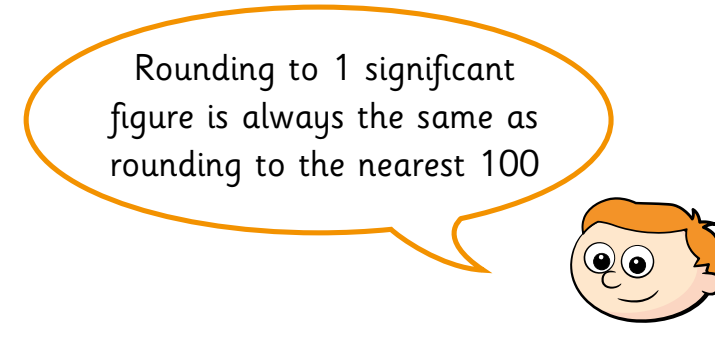 Rounding to 1 significant
figure is always the same as
rounding to the nearest 100